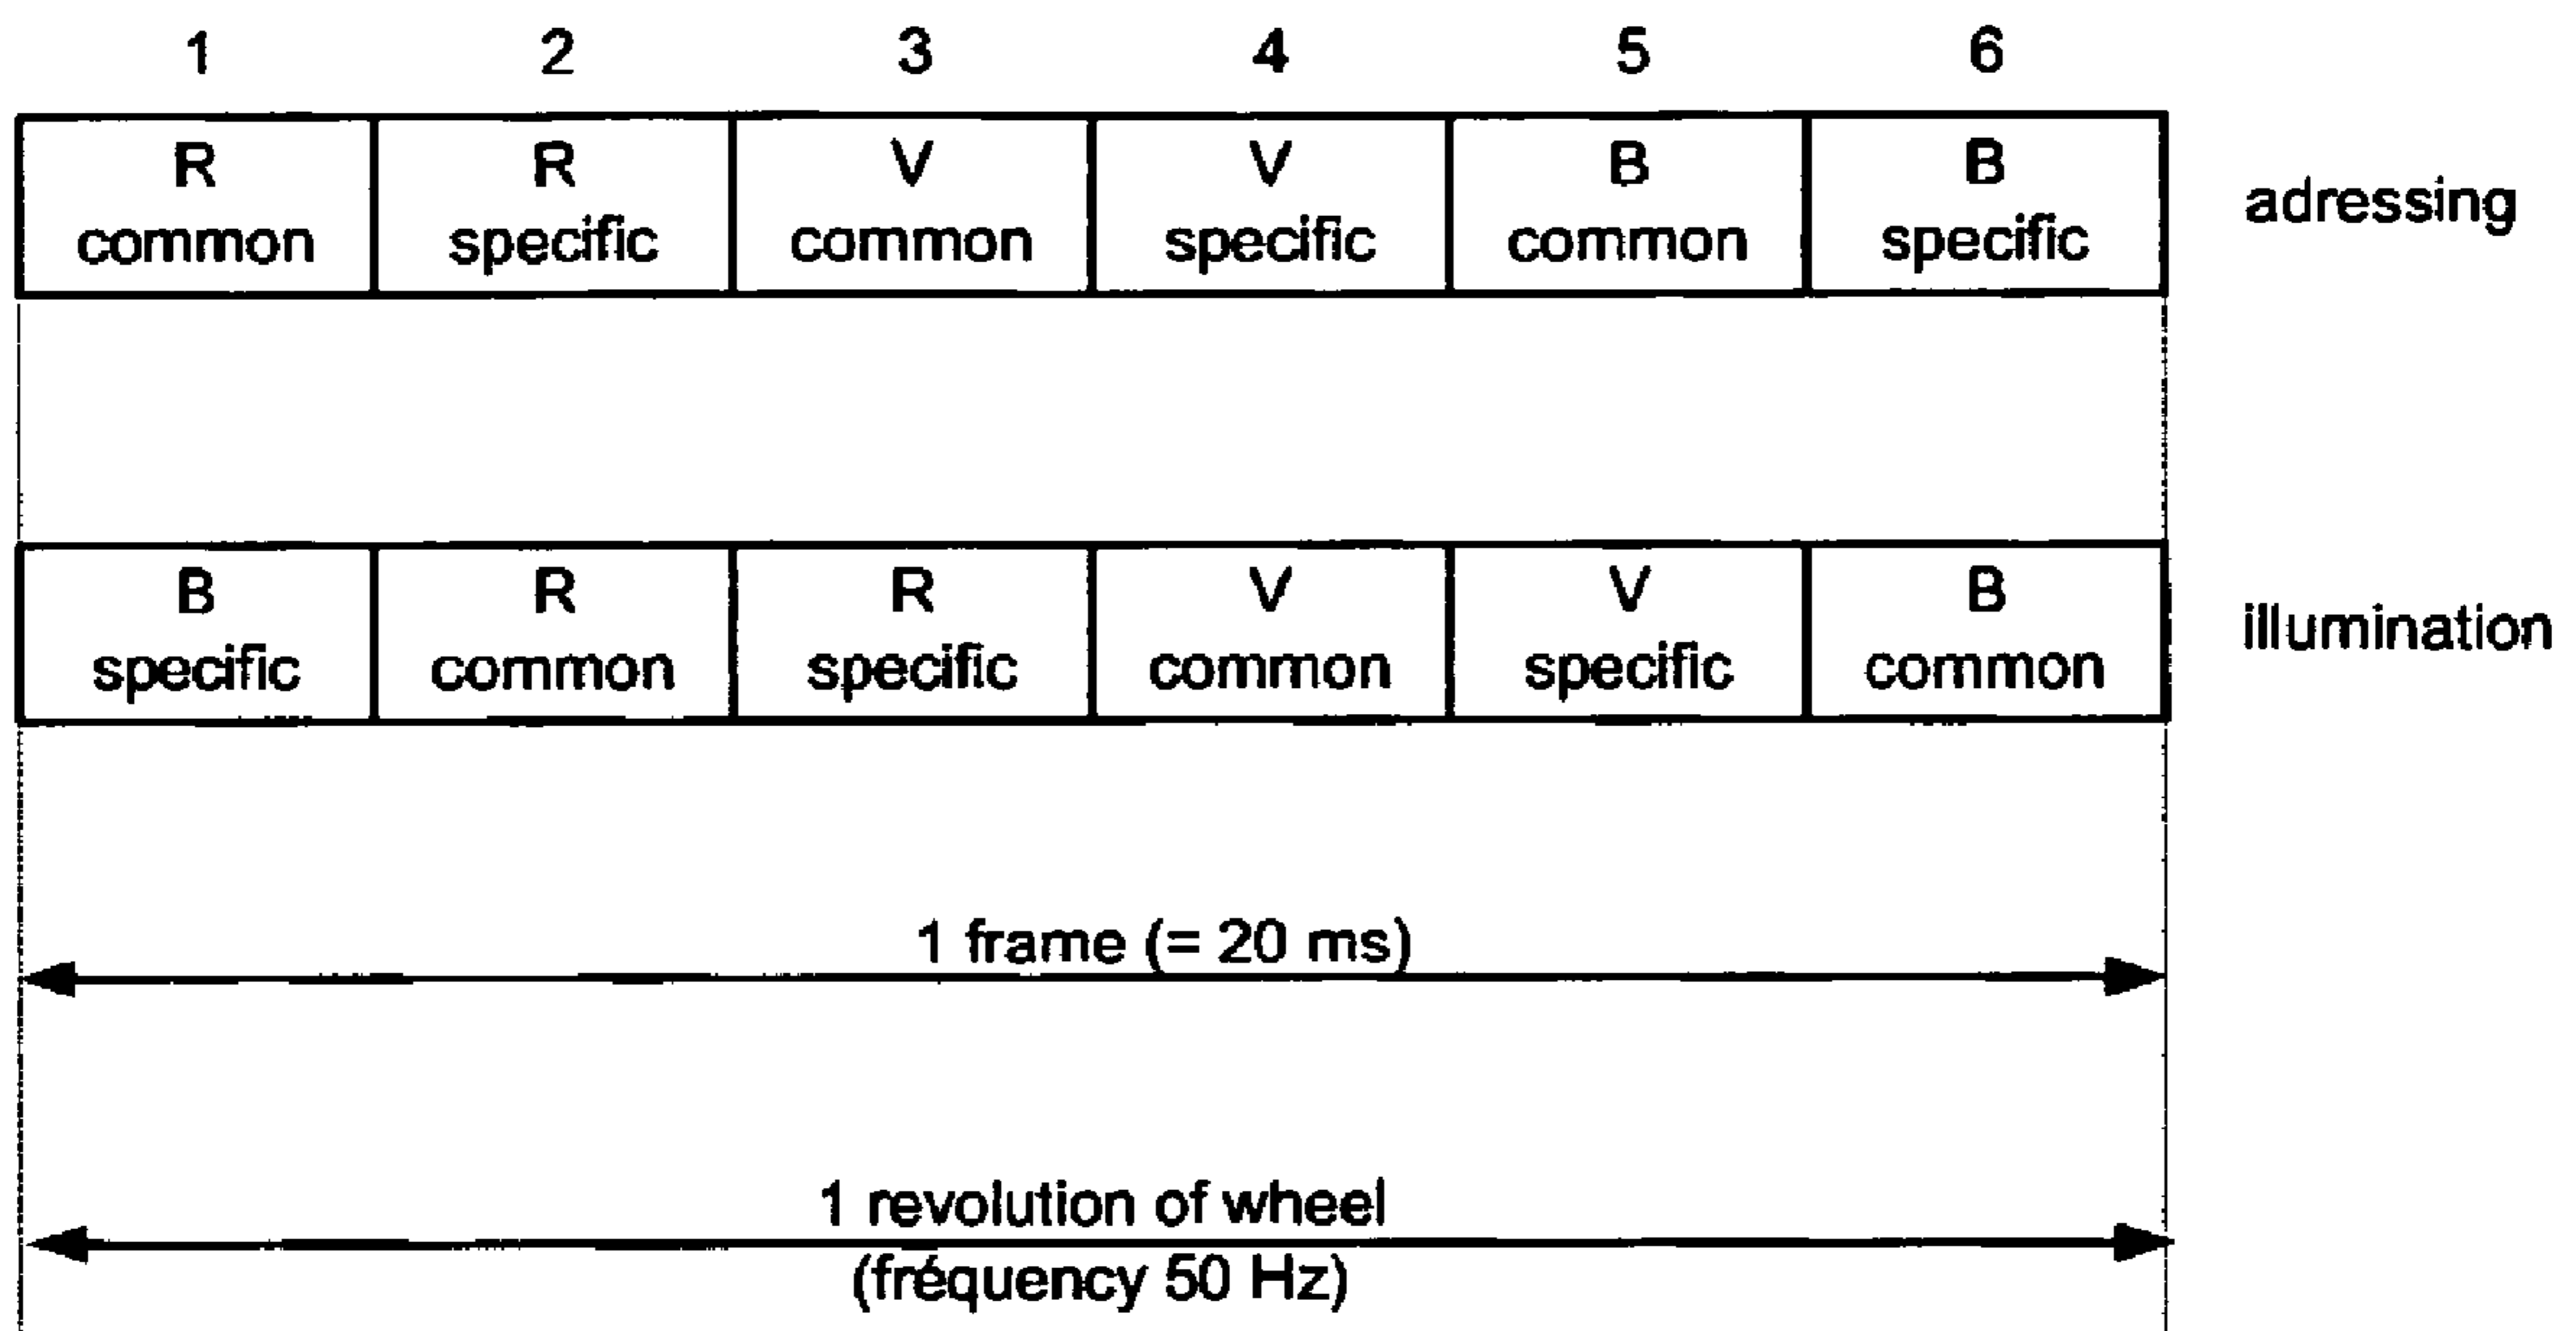 1 2 3 4 5 6
R R V V B B
common specific common specific common specific
adressing
B R R V V B
specific common specific common specific common
illumination
1 frame (= 20 ms)
1 revolution of wheel
(fréquency 50 Hz)